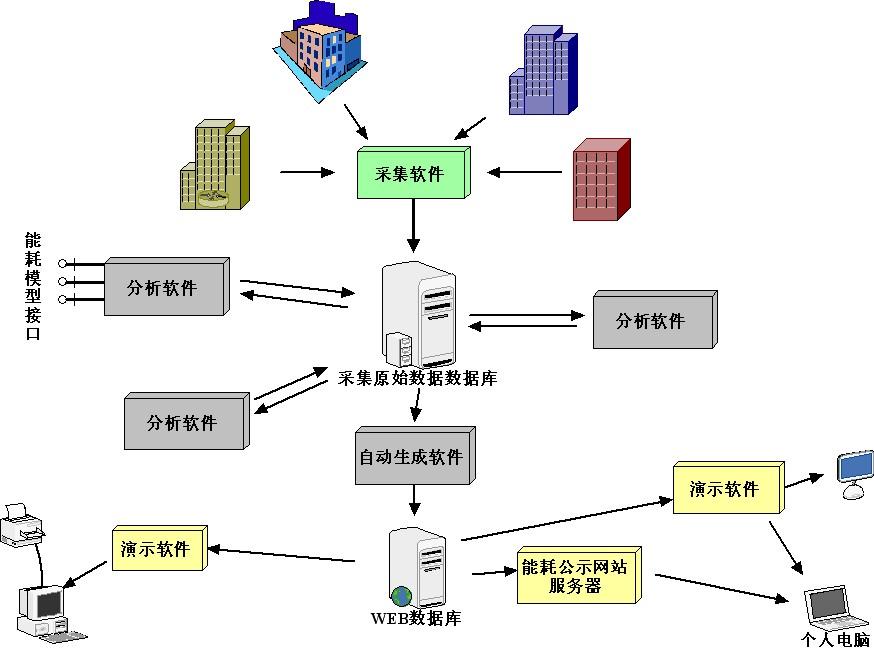 采集软件
能耗模型接口
分析软件
分析软件
采集原始数据数据库
分析软件
自动生成软件
演示软件
演示软件
能耗公示网站
服务器
WEB数据库
个人电脑